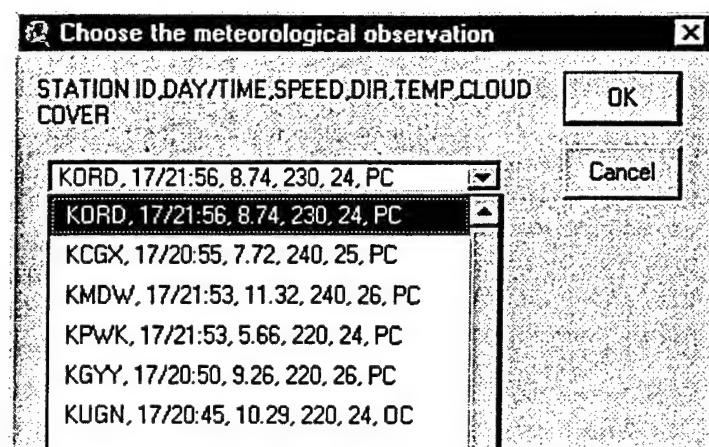 Choose the meteorological observation
STATION ID,DAY/TIME,SPEED,DIR,TEMP,CLOUD
COVER
OK
Cancel
KORD, 17/21:56, 8.74, 230, 24, PC
KORD, 17/21:56, 8.74, 230, 24, PC
KCGX, 17/20:55, 7.72, 240, 25, PC
KMDW, 17/21:53, 11.32, 240, 26, PC
KPWK, 17/21:53, 5.66, 220, 24, PC
KGYY, 17/20:50, 9.26, 220, 26, PC
KUGN, 17/20:45, 10.29, 220, 24, OC